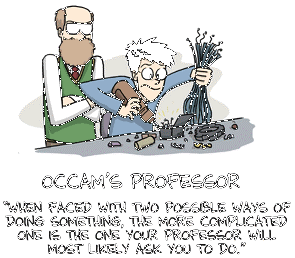 OCCAM'S PROFESSOR
"WHEN FACED WITH TWO POSSIBLE WAYS OF
DOING SOMETHING, THE MORE COMPLICATED
ONE IS THE ONE YOUR PROFESSOR WILL
MOST LIKELY ASK YOU TO DO."